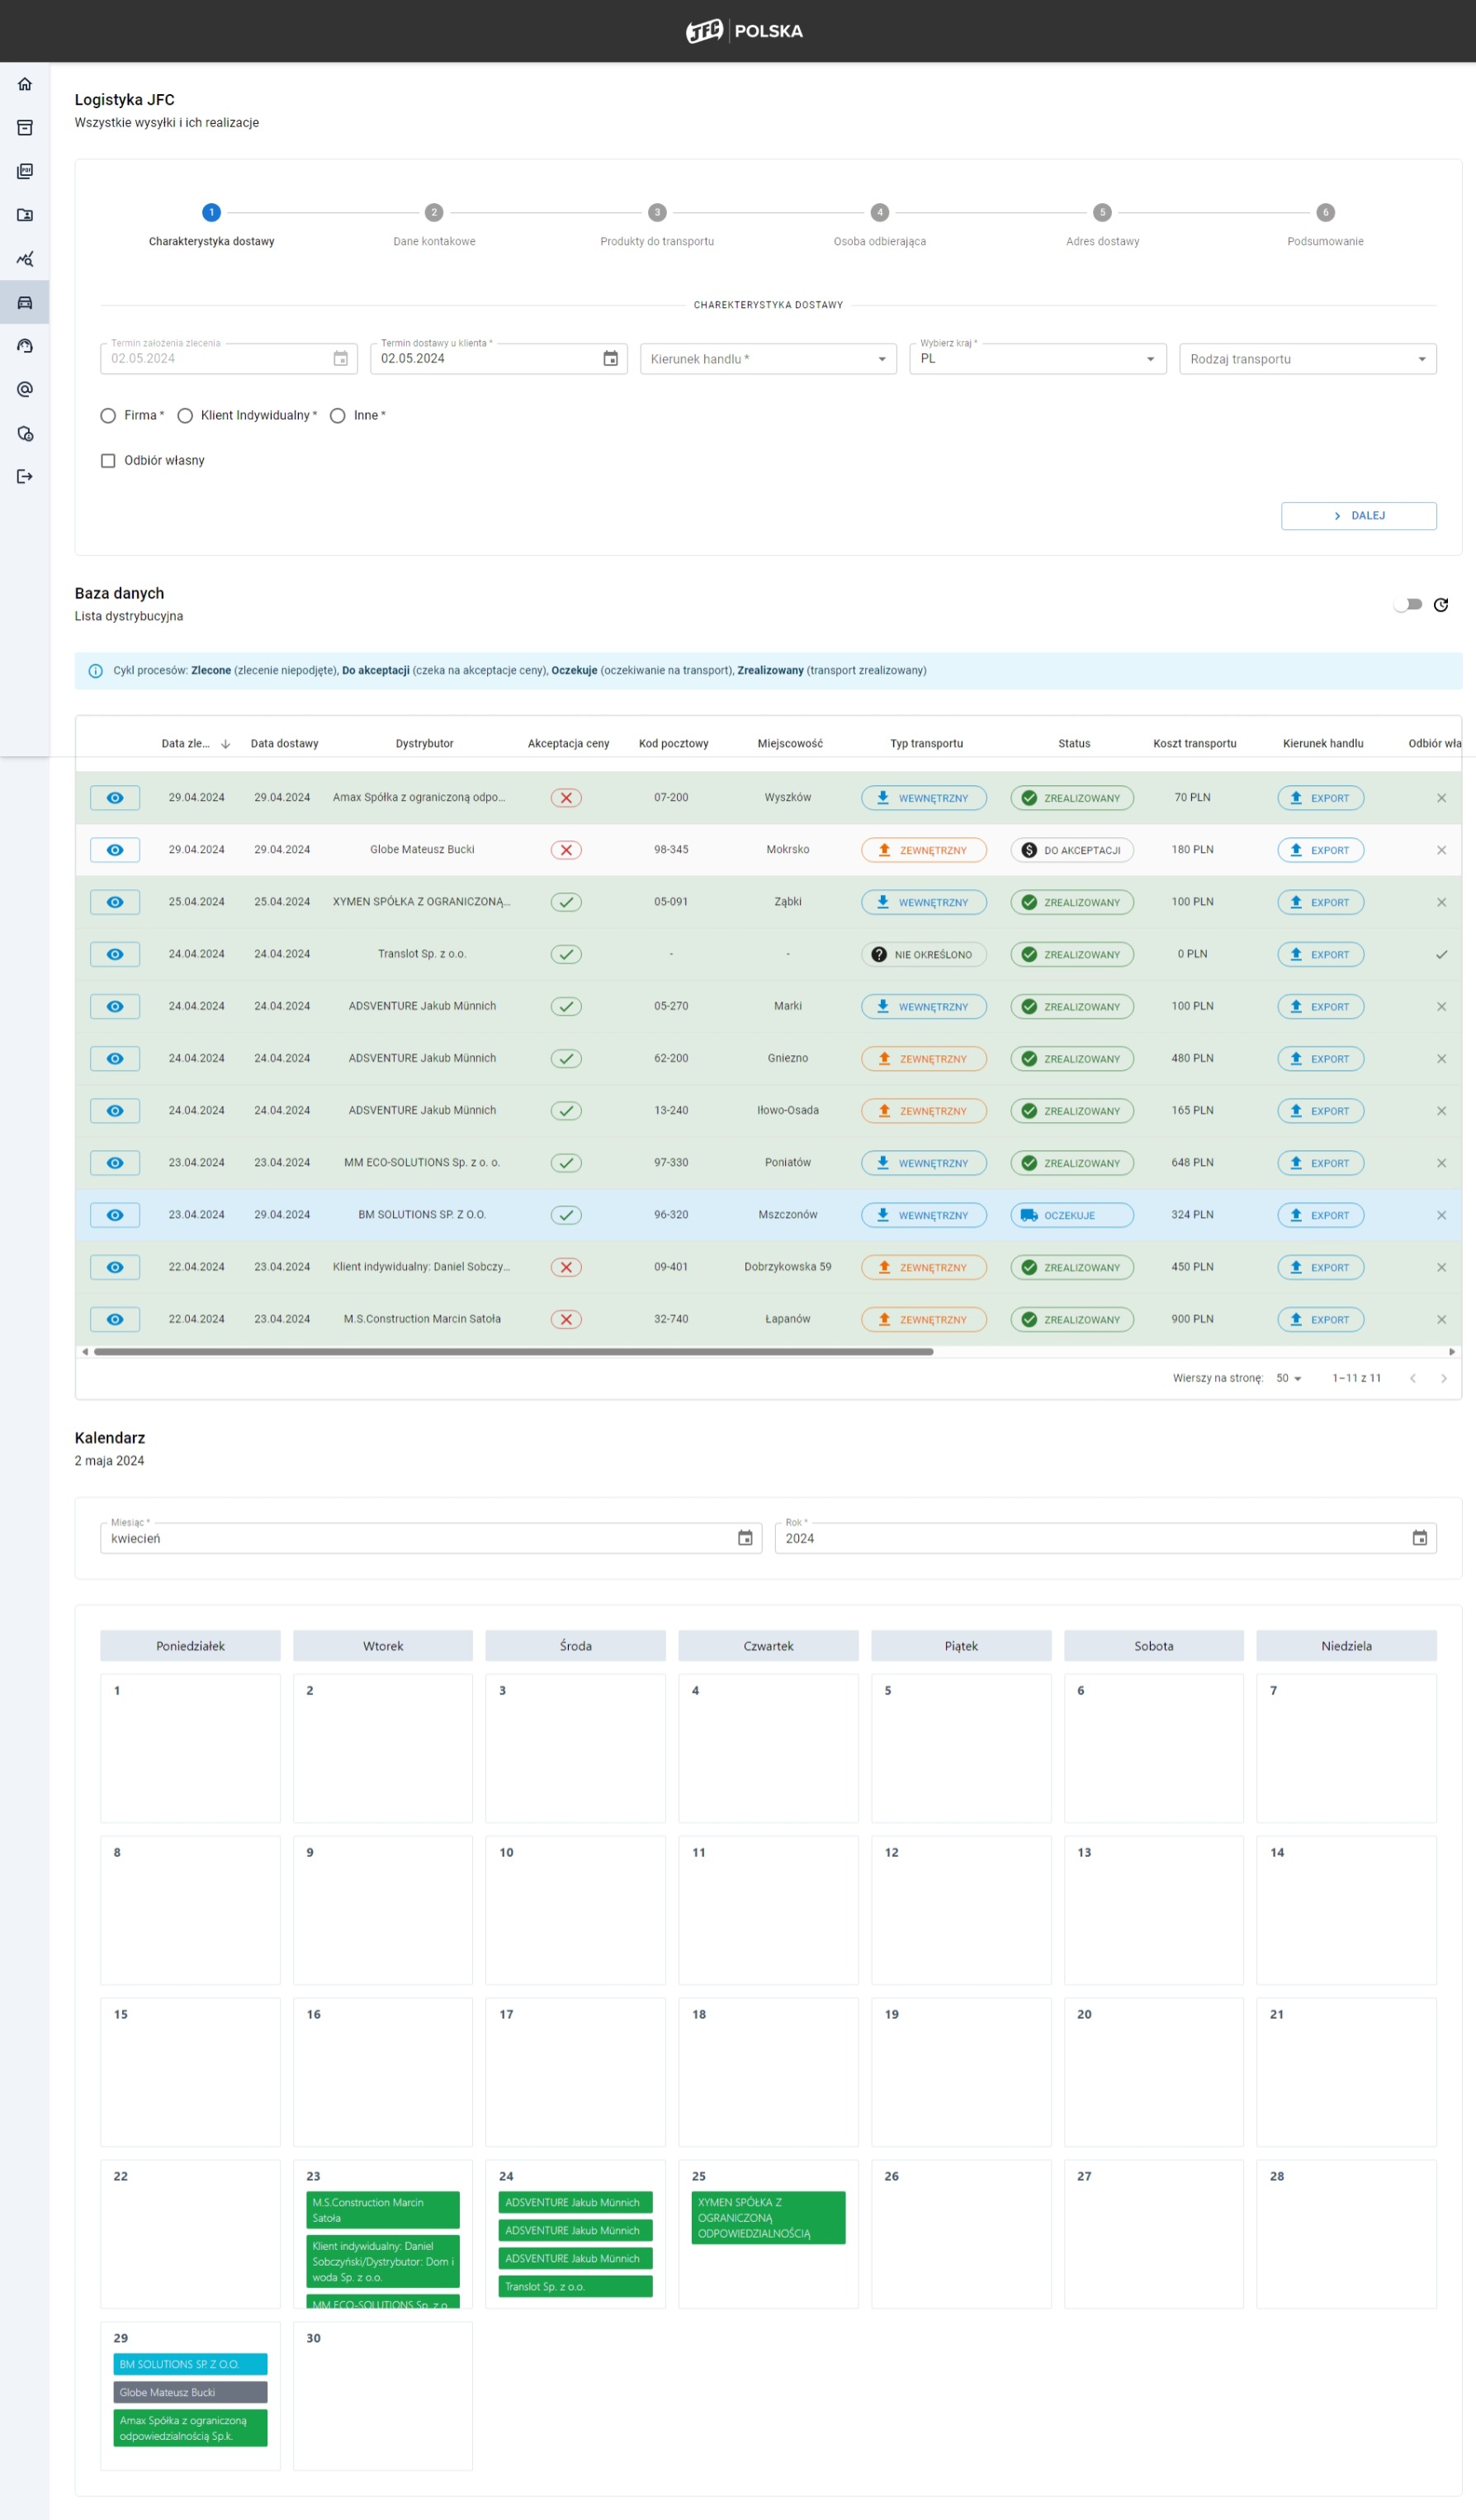 JFC POLSKA
Logistyka JFC
Wszystkie wysyłki i ich realizacje
1 2 3 4 5 6
Charakterystyka dostawy Dane kontakowe Produkty do transportu Osoba odbierająca Adres dostawy Podsumowanie
CHAREKTERYSTYKA DOSTAWY
Termin założenia zlecenia Termin dostawy u klienta * Wybierz kraj *
02.05.2024 02.05.2024 Kierunek handlu * PL Rodzaj transportu
Firma * Klient Indywidualny * Inne *
Odbiór własny
DALEJ
Baza danych
Lista dystrybucyjna
Cykl procesów: Zlecone (zlecenie niepodjęte), Do akceptacji (czeka na akceptacje ceny), Oczekuje (oczekiwanie na transport), Zrealizowany (transport zrealizowany)
Data zle... Data dostawy Dystrybutor Akceptacja ceny Kod pocztowy Miejscowość Typ transportu Status Koszt transportu Kierunek handlu Odbiór wła
29.04.2024 29.04.2024 Amax Spółka z ograniczoną odpo... 07-200 Wyszków WEWNĘTRZNY ZREALIZOWANY 70 PLN EXPORT
29.04.2024 29.04.2024 Globe Mateusz Bucki 98-345 Mokrsko ZEWNĘTRZNY DO AKCEPTACJI 180 PLN EXPORT
25.04.2024 25.04.2024 XYMEN SPÓŁKA Z OGRANICZONĄ... 05-091 Ząbki WEWNĘTRZNY ZREALIZOWANY 100 PLN EXPORT
24.04.2024 24.04.2024 Translot Sp. z o.o. - - NIE OKREŚLONO ZREALIZOWANY 0 PLN EXPORT
24.04.2024 24.04.2024 ADSVENTURE Jakub Münnich 05-270 Marki WEWNĘTRZNY ZREALIZOWANY 100 PLN EXPORT
24.04.2024 24.04.2024 ADSVENTURE Jakub Münnich 62-200 Gniezno ZEWNĘTRZNY ZREALIZOWANY 480 PLN EXPORT
24.04.2024 24.04.2024 ADSVENTURE Jakub Münnich 13-240 Iłowo-Osada ZEWNĘTRZNY ZREALIZOWANY 165 PLN EXPORT
23.04.2024 23.04.2024 MM ECO-SOLUTIONS Sp. z o. o. 97-330 Poniatów WEWNĘTRZNY ZREALIZOWANY 648 PLN EXPORT
23.04.2024 29.04.2024 BM SOLUTIONS SP. Z O.O. 96-320 Mszczonów WEWNĘTRZNY OCZEKUJE 324 PLN EXPORT
22.04.2024 23.04.2024 Klient indywidualny: Daniel Sobczy... 09-401 Dobrzykowska 59 ZEWNĘTRZNY ZREALIZOWANY 450 PLN EXPORT
22.04.2024 23.04.2024 M.S.Construction Marcin Satoła 32-740 Łapanów ZEWNĘTRZNY ZREALIZOWANY 900 PLN EXPORT
Wierszy na stronę: 50 1–11 z 11
Kalendarz
2 maja 2024
Miesiąc * Rok *
kwiecień 2024
Poniedziałek Wtorek Środa Czwartek Piątek Sobota Niedziela
1 2 3 4 5 6 7
8 9 10 11 12 13 14
15 16 17 18 19 20 21
22 23 24 25 26 27 28
M.S.Construction Marcin
Satoła
Klient indywidualny: Daniel
Sobczyński/Dystrybutor: Dom i
woda Sp. z o.o.
MM ECO-SOLUTIONS Sp. z o.
ADSVENTURE Jakub Münnich
ADSVENTURE Jakub Münnich
ADSVENTURE Jakub Münnich
Translot Sp. z o.o.
XYMEN SPÓŁKA Z
OGRANICZONĄ
ODPOWIEDZIALNOŚCIĄ
29 30
BM SOLUTIONS SP. Z O.O.
Globe Mateusz Bucki
Amax Spółka z ograniczoną
odpowiedzialnością Sp.k.